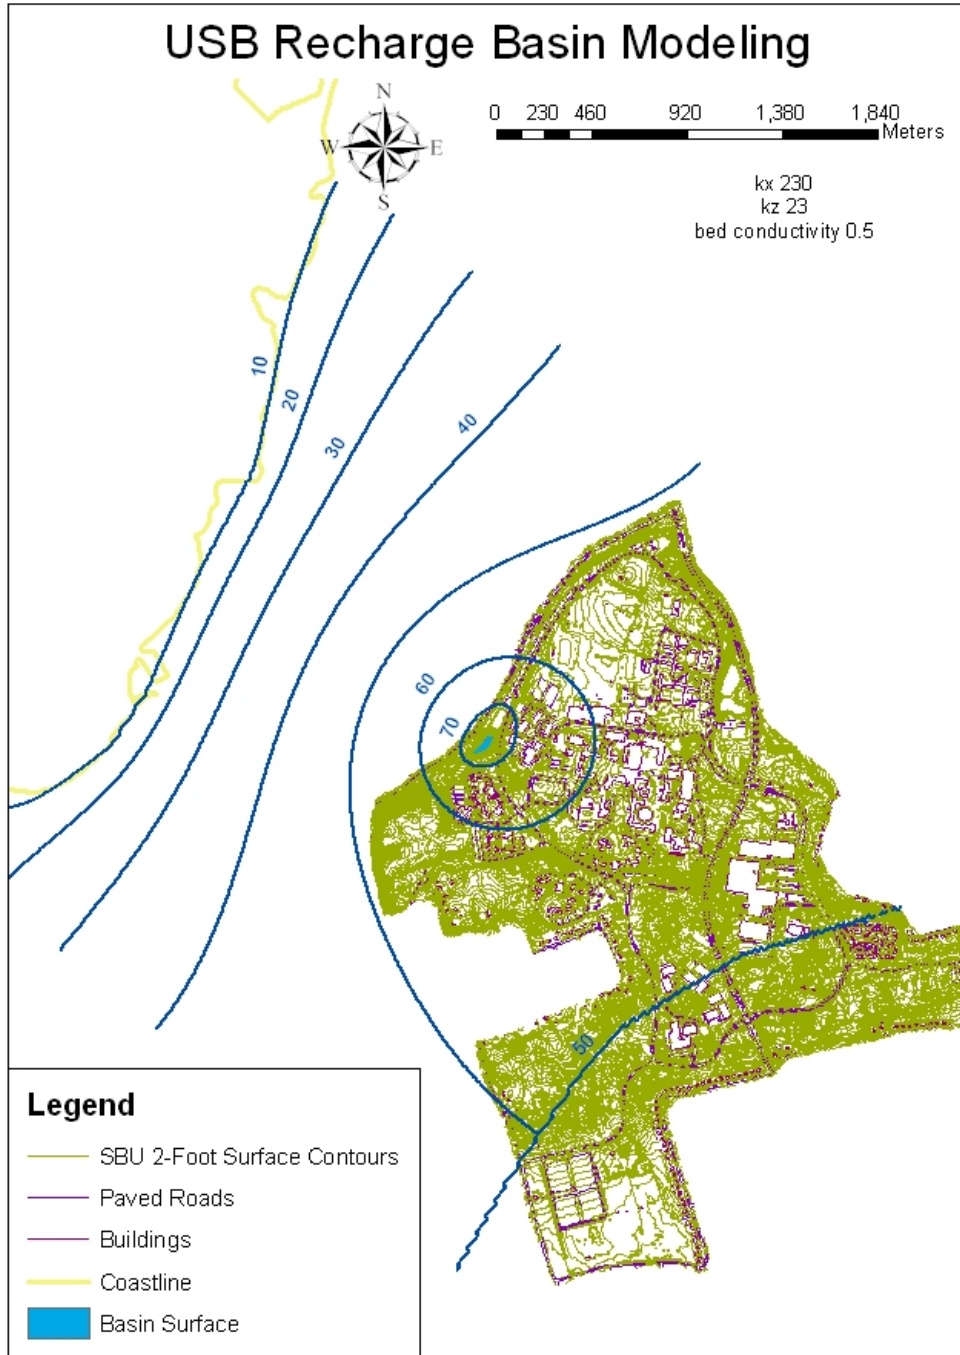 USB Recharge Basin Modeling
N
W E
S
0 230 460 920 1,380 1,840
Meters
kx 230
kz 23
bed conductivity 0.5
10
20
30
40
60
70
50
Legend
SBU 2-Foot Surface Contours
Paved Roads
Buildings
Coastline
Basin Surface